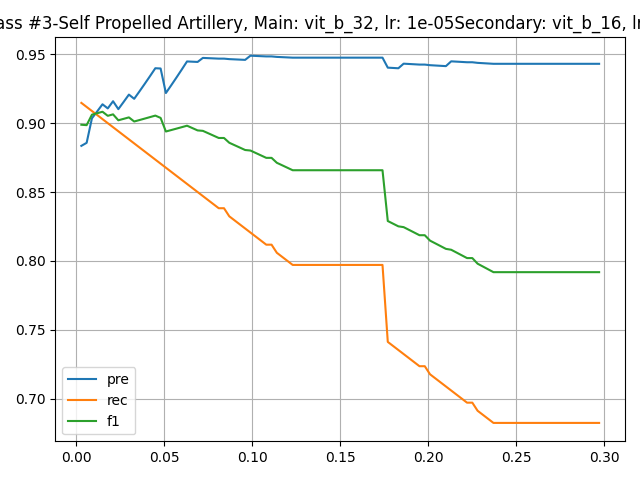 ass #3-Self Propelled Artillery, Main: vit_b_32, lr: 1e-05Secondary: vit_b_16, l
0.95
0.90
0.85
0.80
0.75
0.70
pre
rec
f1
0.00 0.05 0.10 0.15 0.20 0.25 0.30